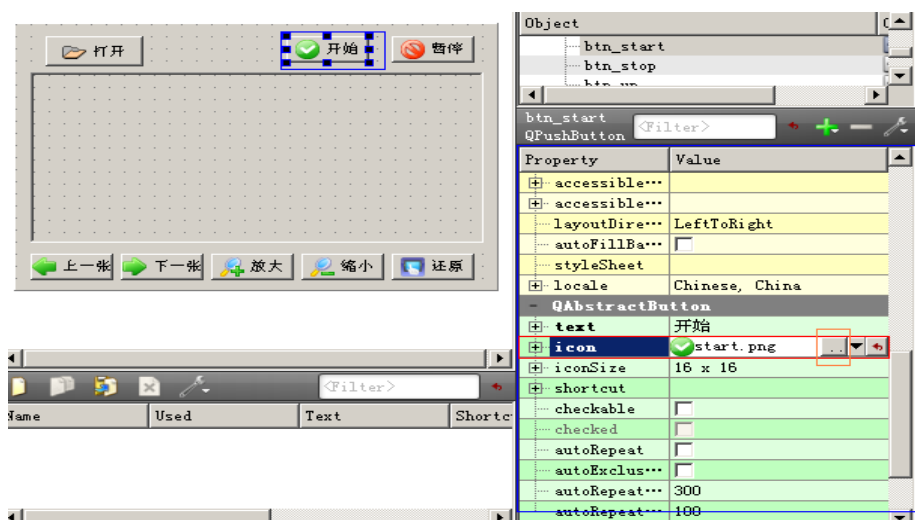 打开
开始
暂停
上一张
下一张
放大
缩小
还原
<Filter>
Name
Used
Text
Shortc
Object
btn_start
btn_stop
btn_up
btn_start
QPushButton
<Filter>
Property Value
accessible...
accessible...
layoutDire... LeftToRight
autoFillBa...
styleSheet
locale Chinese, China
QAbstractButton
text 开始
icon start.png ..
iconSize 16 x 16
shortcut
checkable
checked
autoRepeat
autoExclus...
autoRepeat... 300
autoRepeat... 100